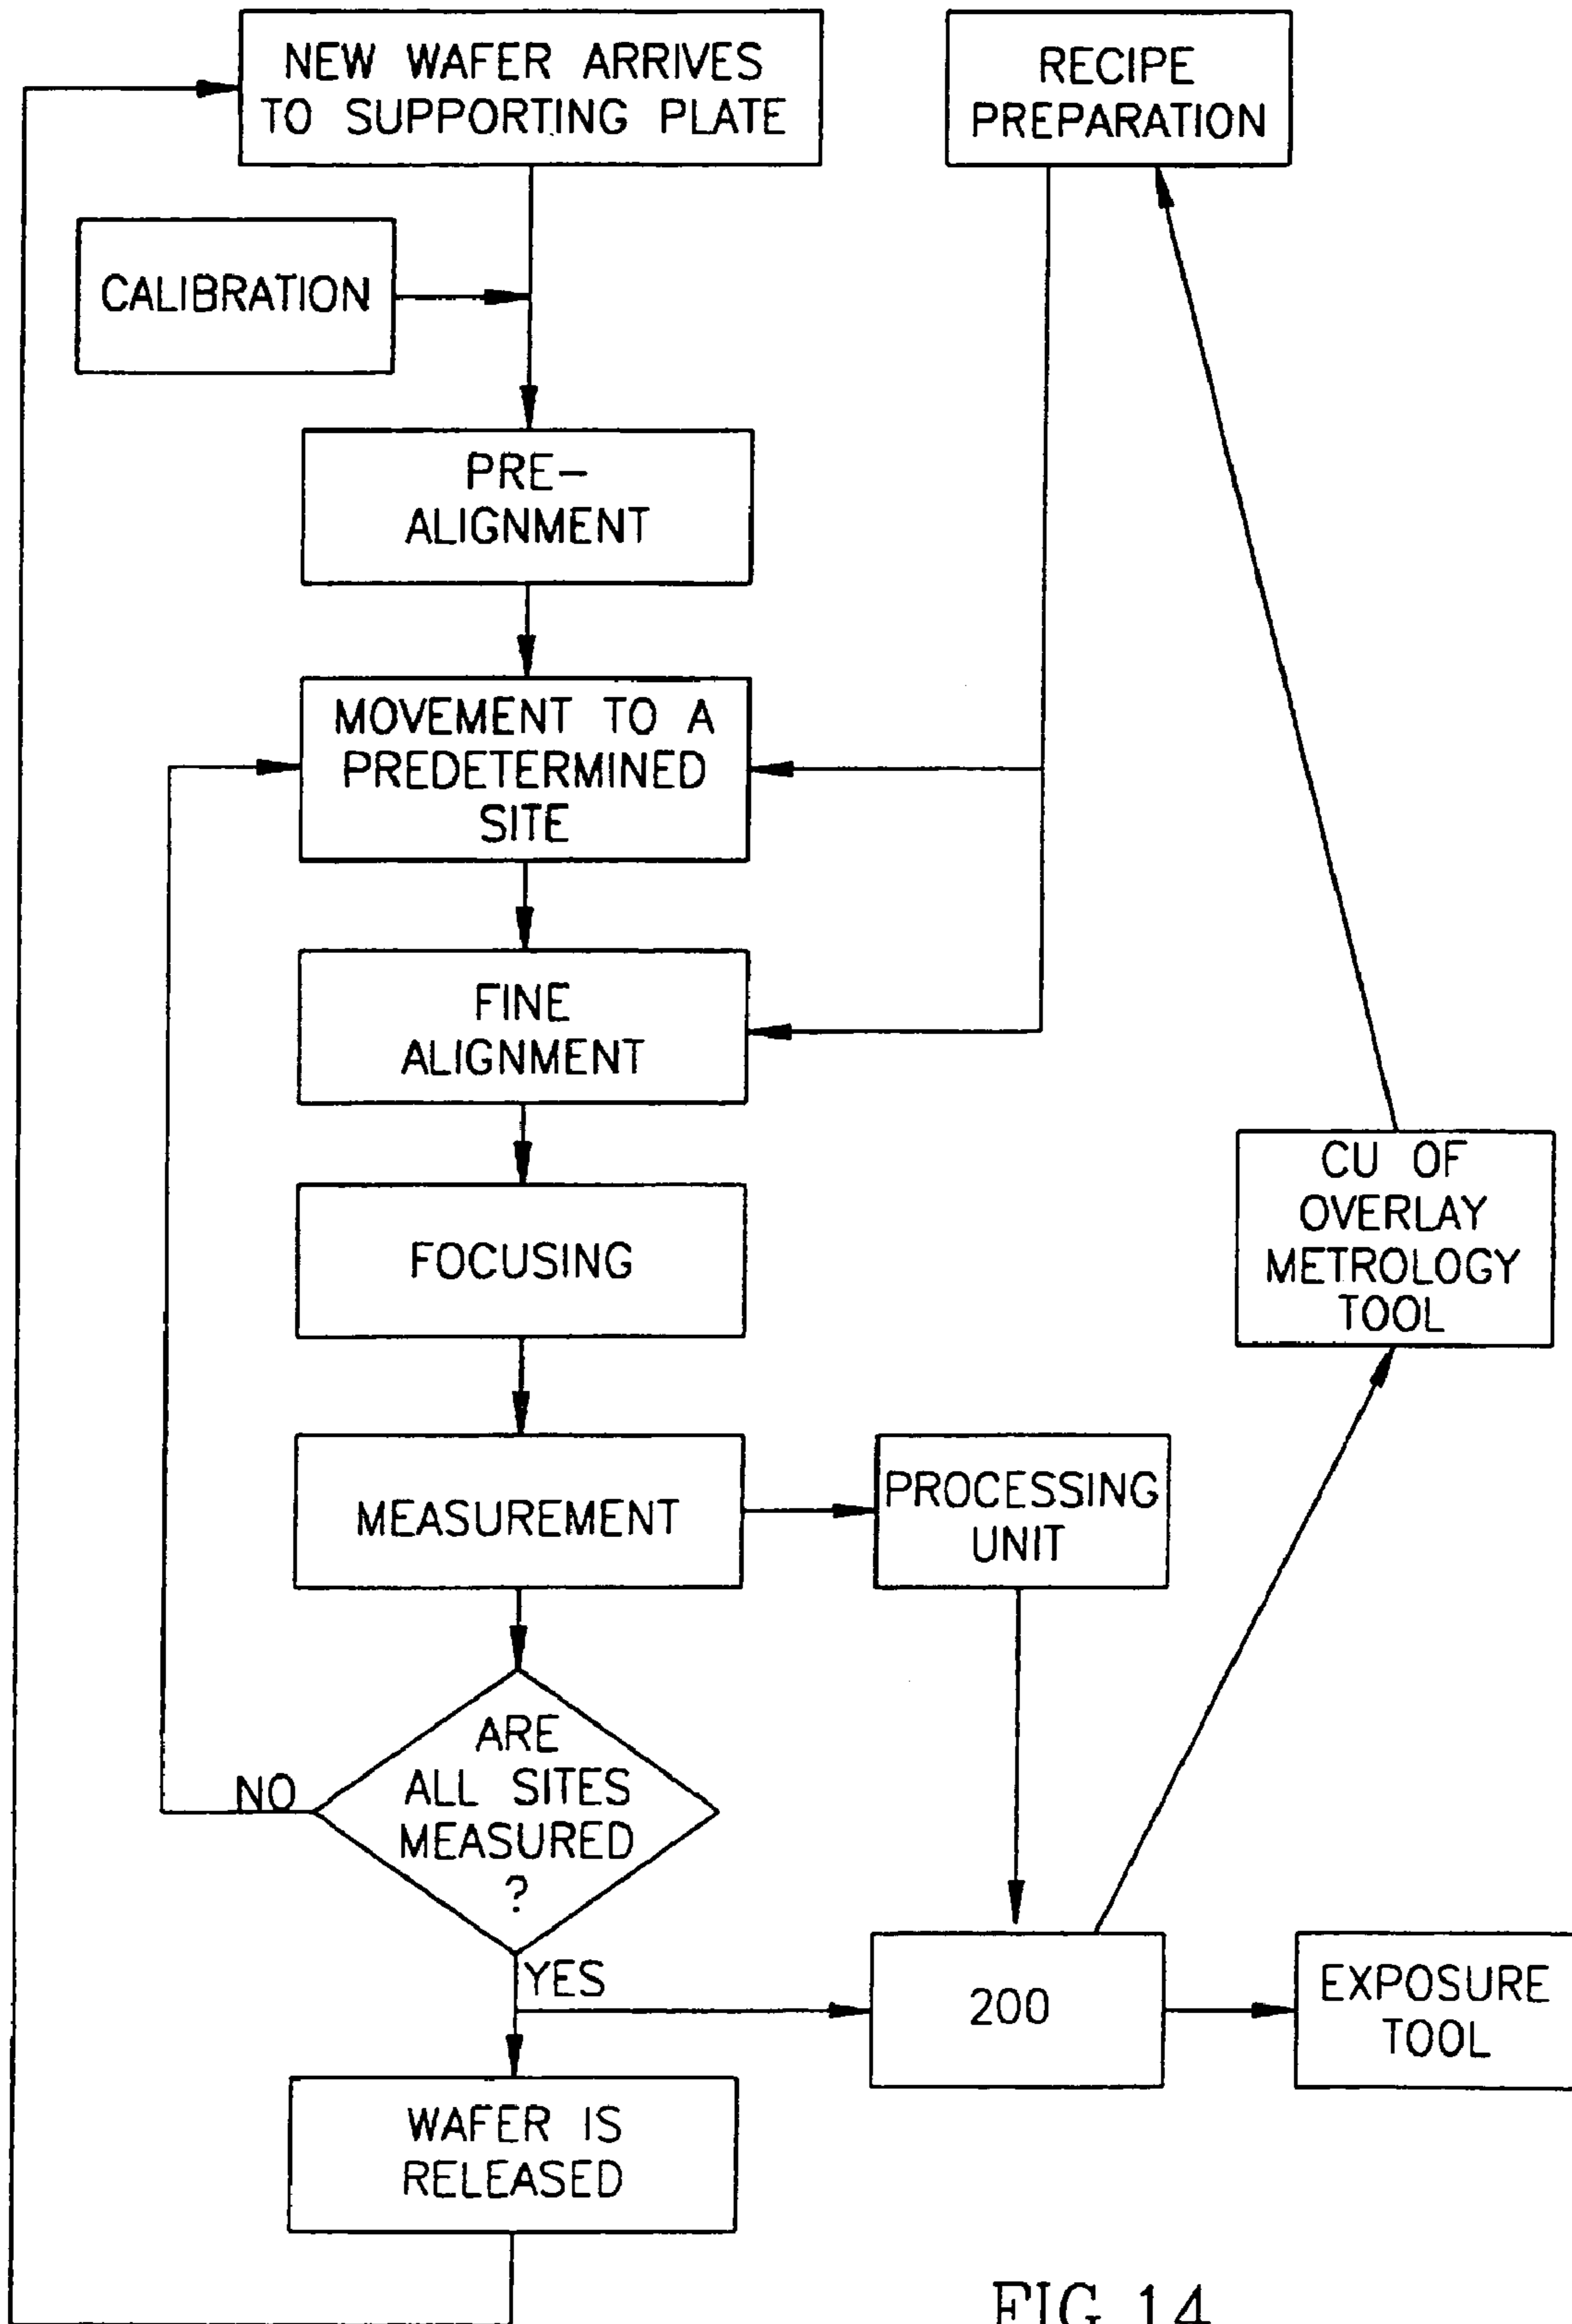 NEW WAFER ARRIVES
TO SUPPORTING PLATE
RECIPE
PREPARATION
CALIBRATION
PRE-
ALIGNMENT
MOVEMENT TO A
PREDETERMINED
SITE
FINE
ALIGNMENT
CU OF
OVERLAY
METROLOGY
TOOL
FOCUSING
MEASUREMENT
PROCESSING
UNIT
ARE
ALL SITES
MEASURED
?
NO
YES
200
EXPOSURE
TOOL
WAFER IS
RELEASED
FIG.14